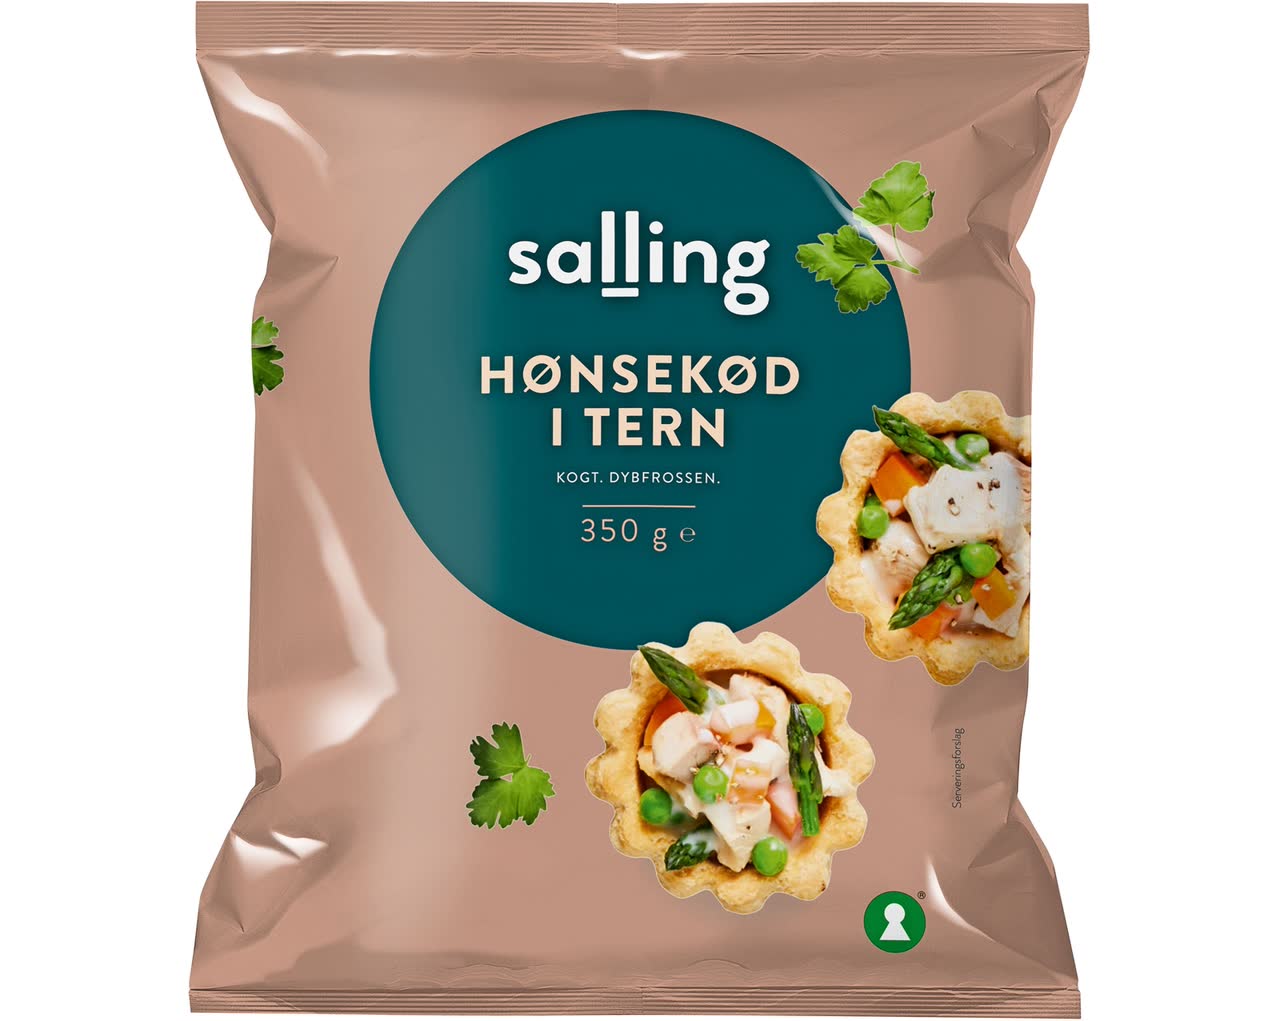 salling
HØNSEKØD
I TERN
KOGT. DYBFROSSEN.
350 g ℮
Serveringsforslag
®